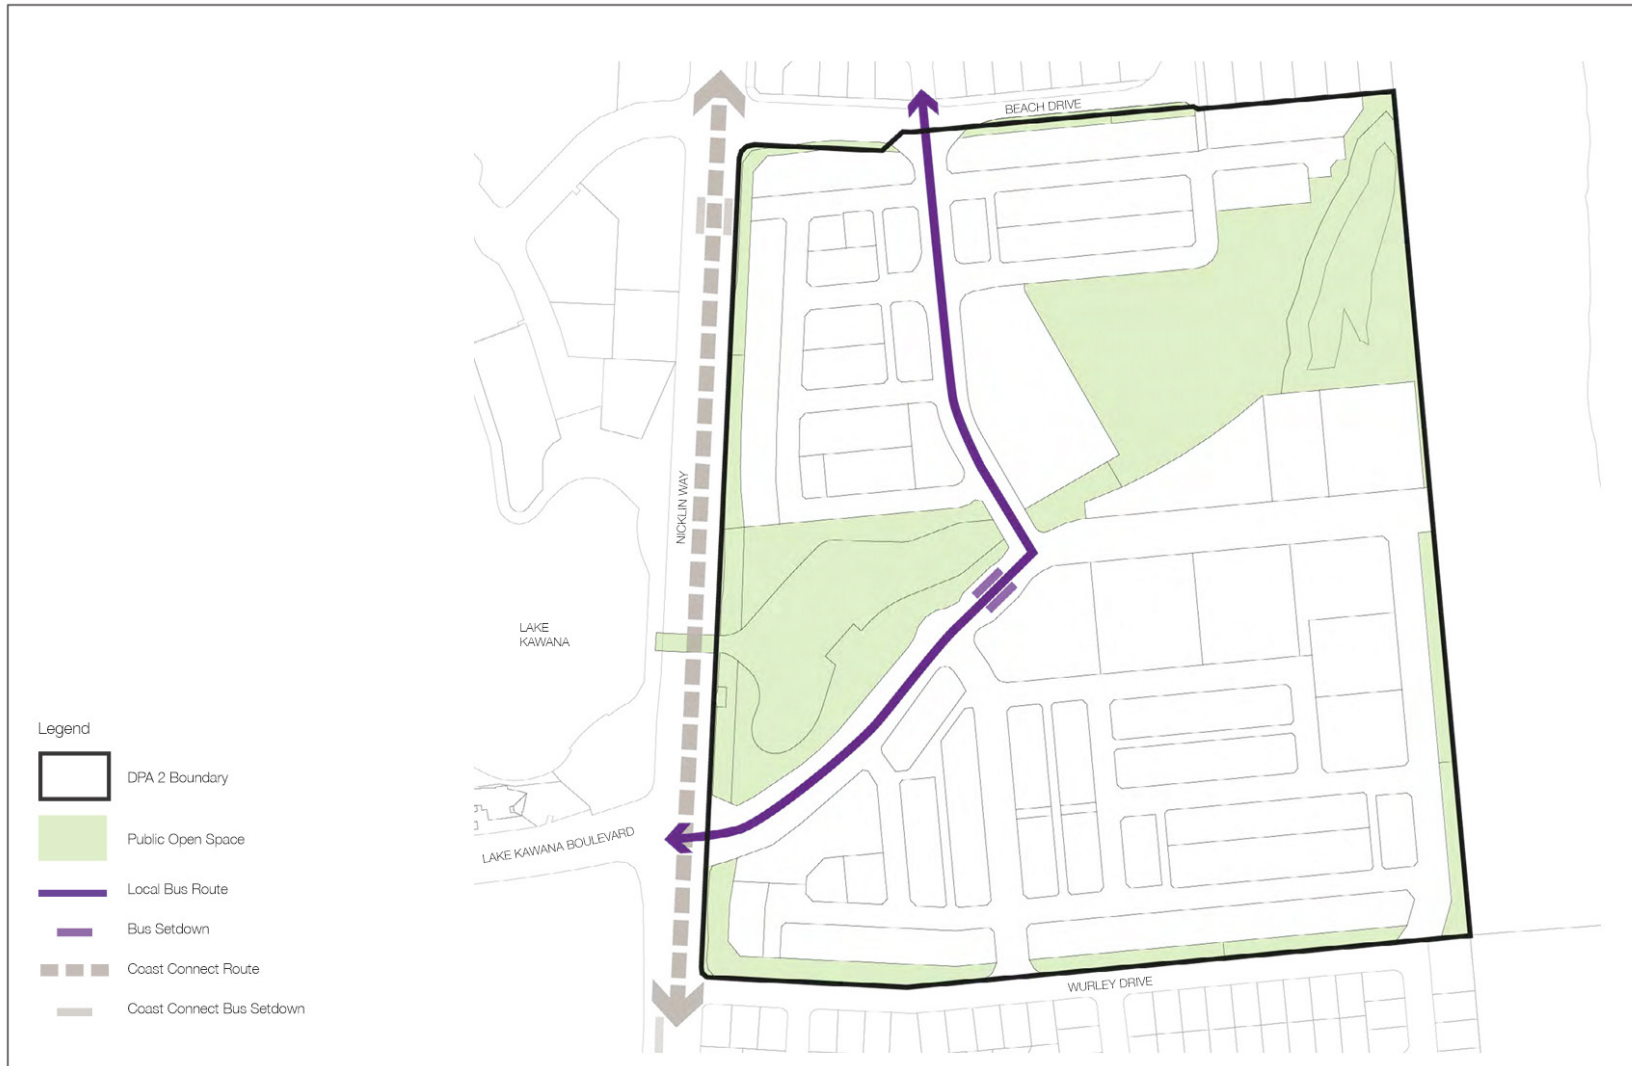 BEACH DRIVE
NICKLIN WAY
LAKE
KAWANA
LAKE KAWANA BOULEVARD
WURLEY DRIVE
Legend
DPA 2 Boundary
Public Open Space
Local Bus Route
Bus Setdown
Coast Connect Route
Coast Connect Bus Setdown